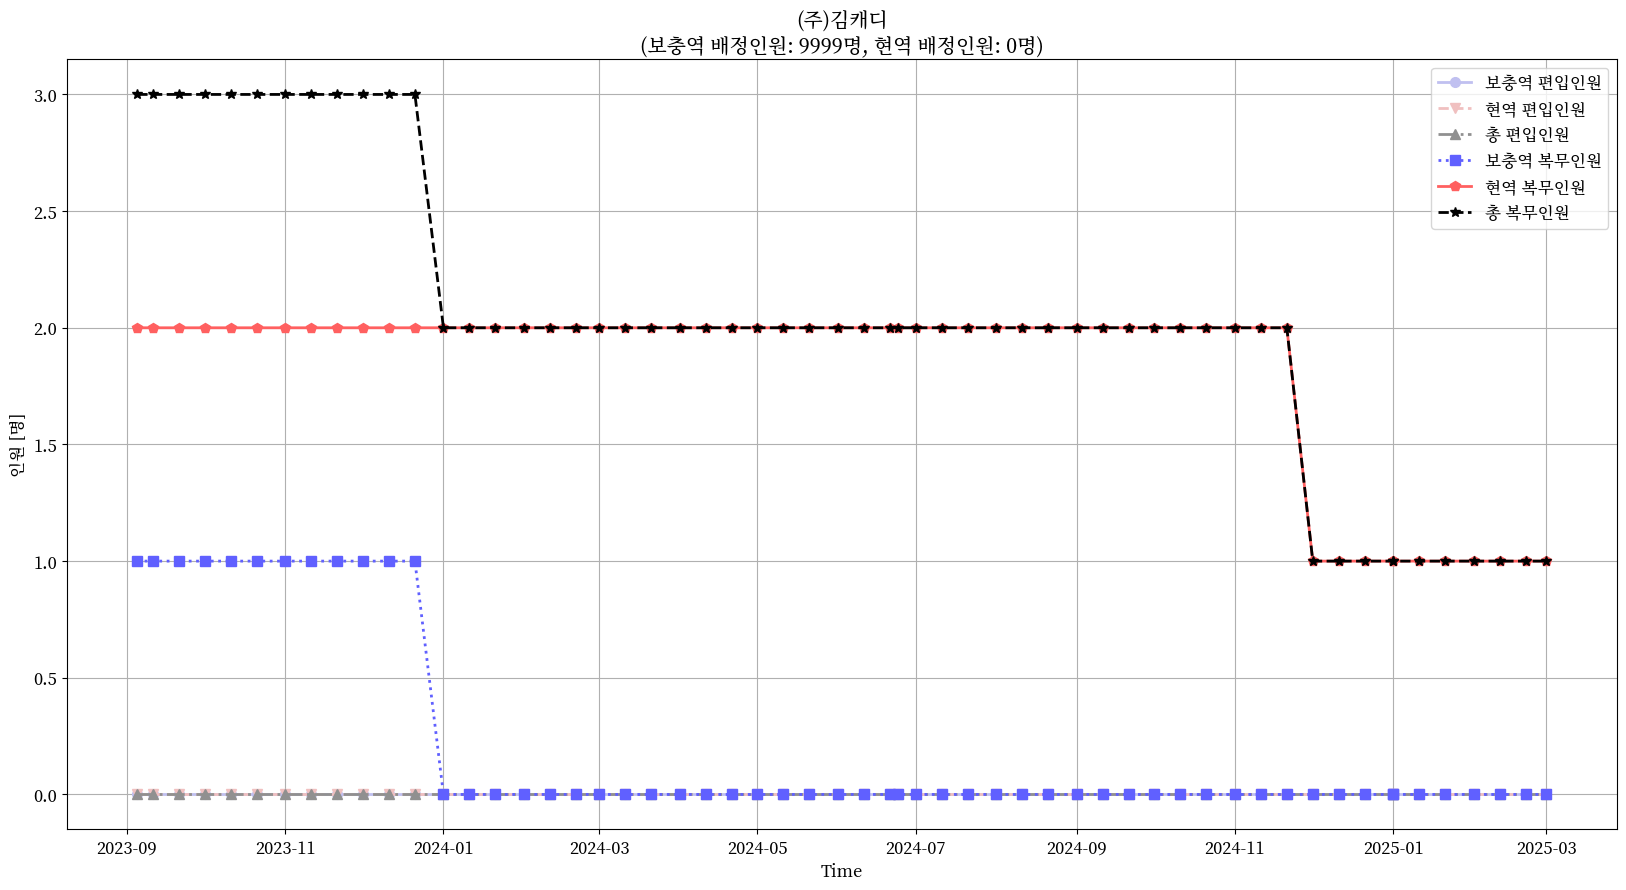 (주)김캐디
(보충역 배정인원: 9999명, 현역 배정인원: 0명)
보충역 편입인원
현역 편입인원
총 편입인원
보충역 복무인원
현역 복무인원
총 복무인원
인원 [명]
3.0
2.5
2.0
1.5
1.0
0.5
0.0
2023-09 2023-11 2024-01 2024-03 2024-05 2024-07 2024-09 2024-11 2025-01 2025-03
Time